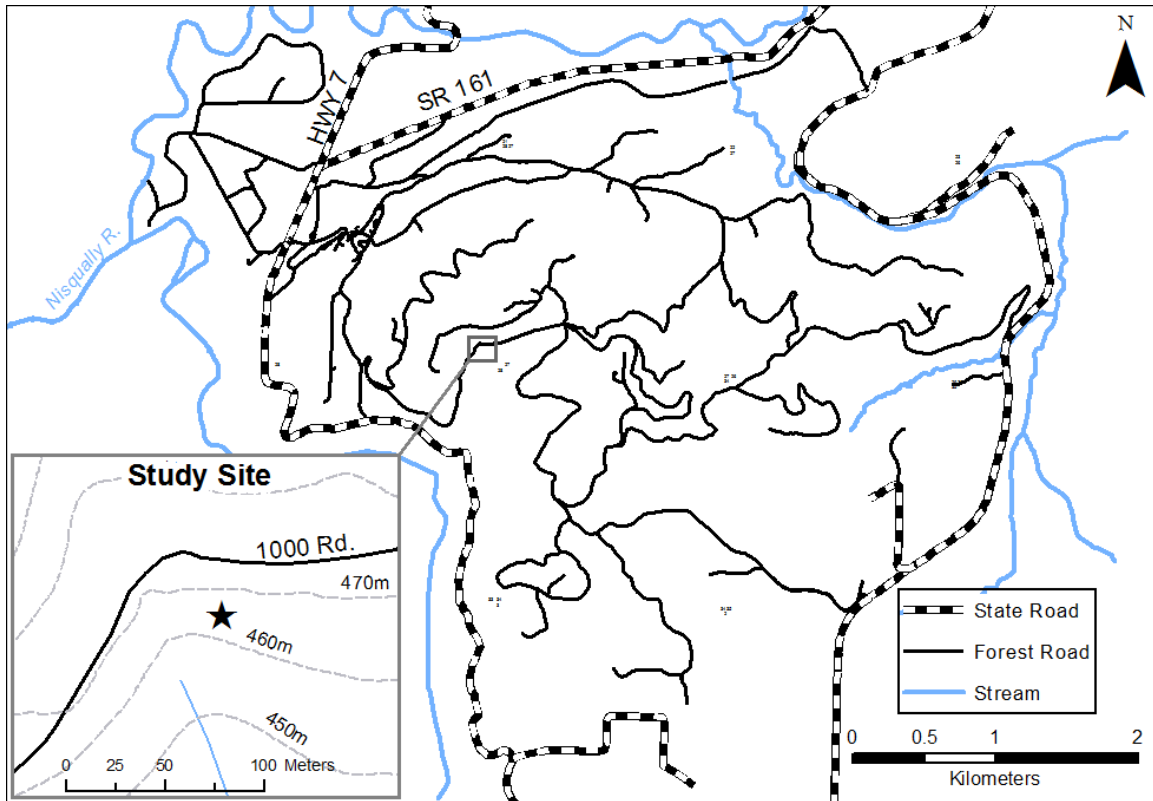 N
HWY 7
SR 161
Nisqually R.
Study Site
1000 Rd.
470m
460m
450m
0 25 50 100 Meters
State Road
Forest Road
Stream
0 0.5 1 2
Kilometers